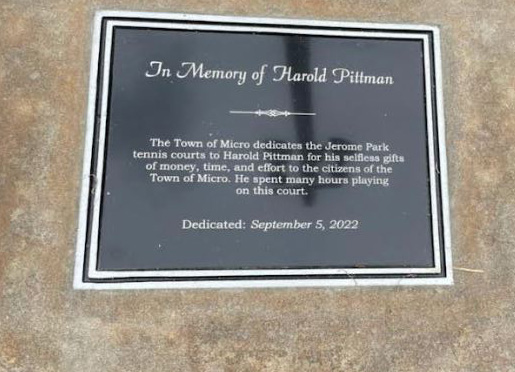 In Memory of Harold Pittman
The Town of Micro dedicates the Jerome Park
tennis courts to Harold Pittman for his selfless gifts
of money, time, and effort to the citizens of the
Town of Micro. He spent many hours playing
on this court.
Dedicated: September 5, 2022